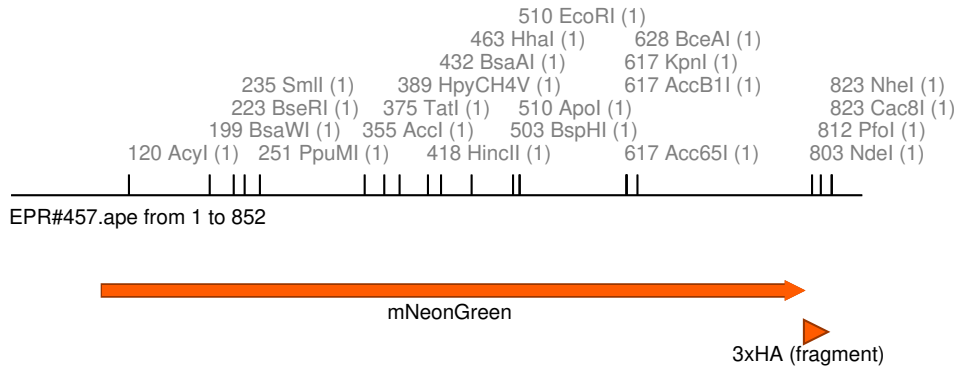 510 EcoRI (1)
463 HhaI (1) 628 BceAI (1)
432 BsaAI (1) 617 KpnI (1)
235 SmlI (1) 389 HpyCH4V (1) 617 AccB1I (1) 823 NheI (1)
223 BseRI (1) 375 TatI (1) 510 ApoI (1) 823 Cac8I (1)
199 BsaWI (1) 355 AccI (1) 503 BspHI (1) 812 PfoI (1)
120 AcyI (1) 251 PpuMI (1) 418 HincII (1) 617 Acc65I (1) 803 NdeI (1)
EPR#457.ape from 1 to 852
mNeonGreen
3xHA (fragment)